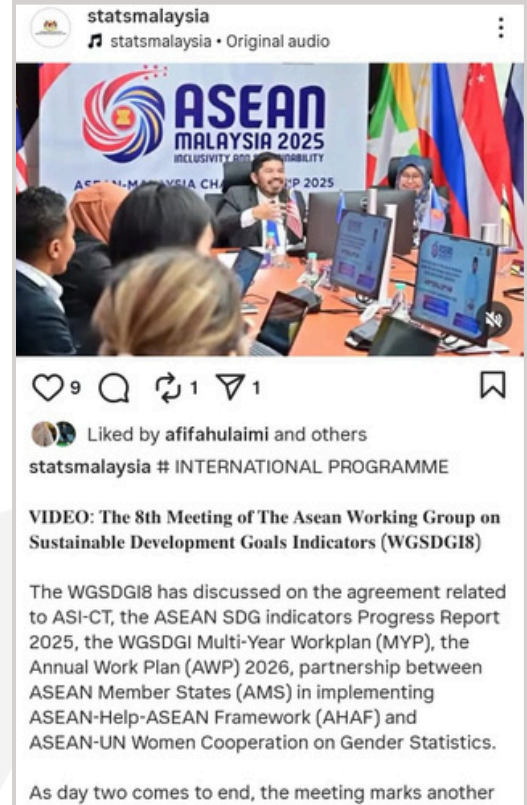 statsmalaysia
statsmalaysia • Original audio
ASEAN
MALAYSIA 2025
INCLUSIVITY AND SUSTAINABILITY
ASEAN
9
1
1
Liked by afifahulaimi and others
statsmalaysia # INTERNATIONAL PROGRAMME
VIDEO: The 8th Meeting of The Asean Working Group on
Sustainable Development Goals Indicators (WGSDGI8)
The WGSDGI8 has discussed on the agreement related
to ASI-CT, the ASEAN SDG indicators Progress Report
2025, the WGSDGI Multi-Year Workplan (MYP), the
Annual Work Plan (AWP) 2026, partnership between
ASEAN Member States (AMS) in implementing
ASEAN-Help-ASEAN Framework (AHAF) and
ASEAN-UN Women Cooperation on Gender Statistics.
As day two comes to end, the meeting marks another